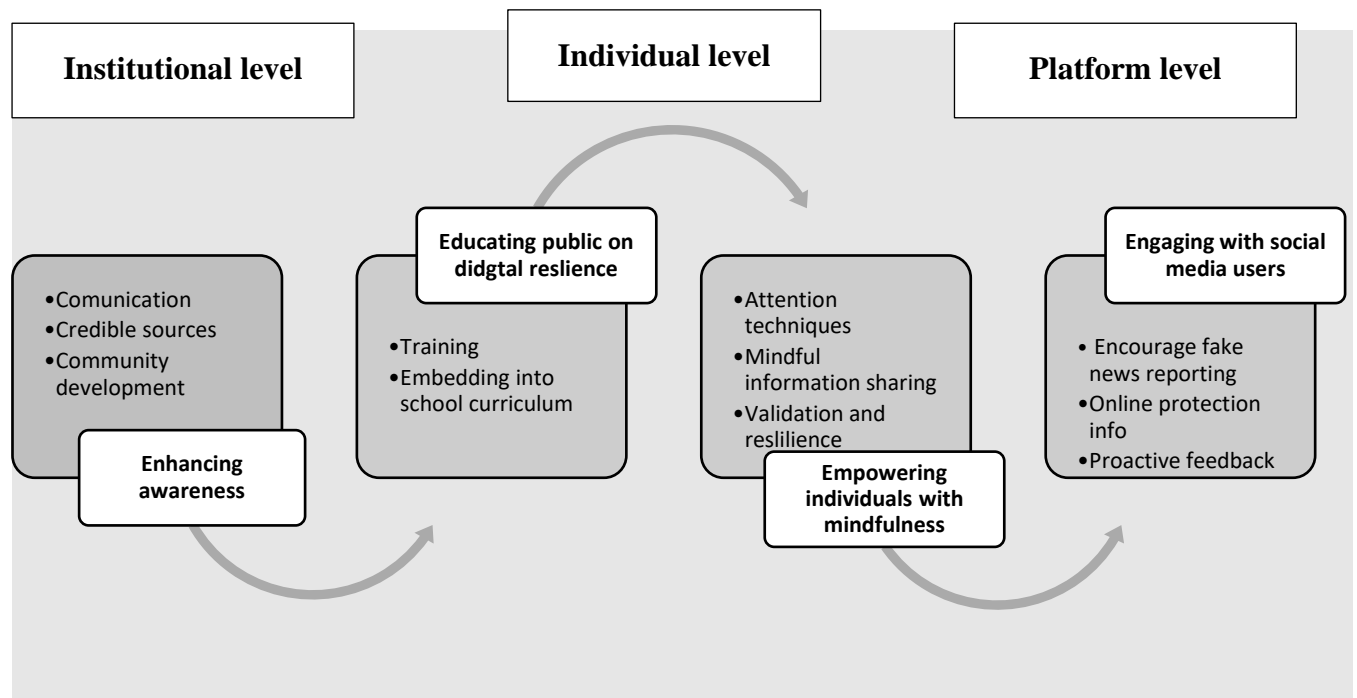 Institutional level
Individual level
Platform level
•Comunication
•Credible sources
•Community
development
Enhancing
awareness
Educating public on
didgtal reslience
•Training
•Embedding into
school curriculum
•Attention
techniques
•Mindful
information sharing
•Validation and
reslilience
Empowering
individuals with
mindfulness
Engaging with social
media users
• Encourage fake
news reporting
•Online protection
info
•Proactive feedback